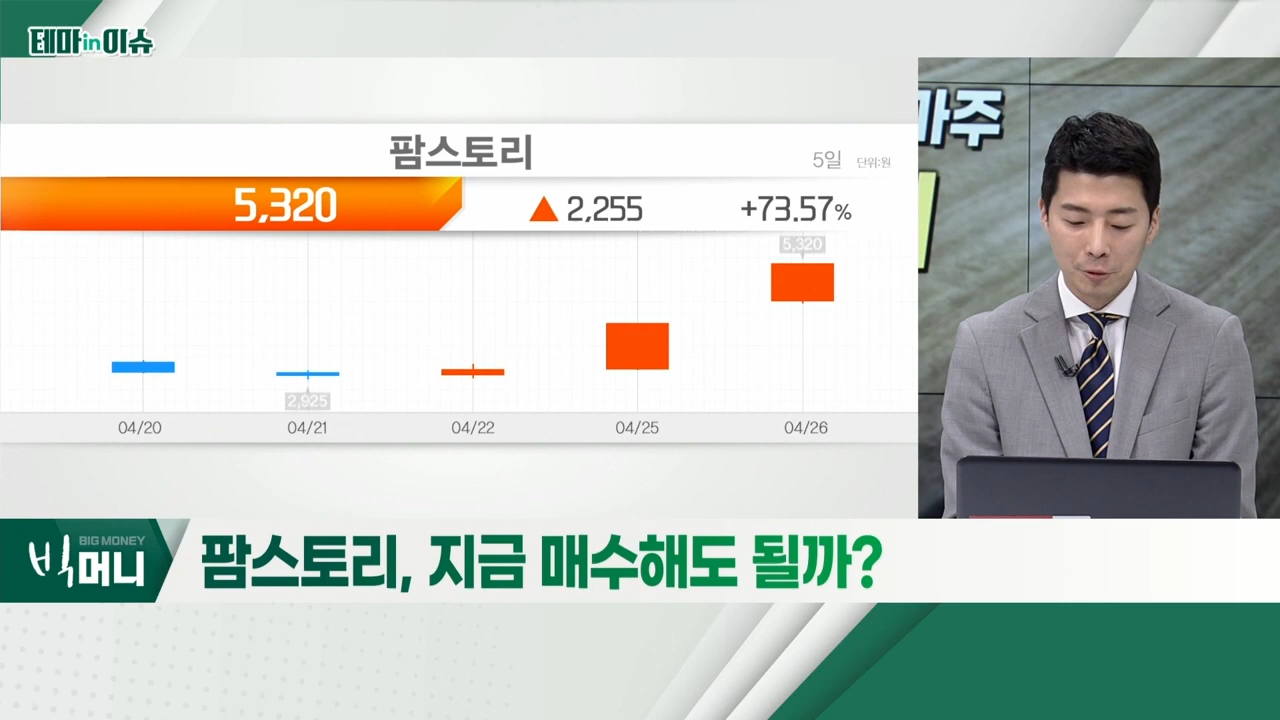 테마in이슈
팜스토리
5일 단위:원
5,320 ▲ 2,255 +73.57%
5,320
2,925
04/20 04/21 04/22 04/25 04/26
가주
BIG MONEY
빅머니
팜스토리, 지금 매수해도 될까?